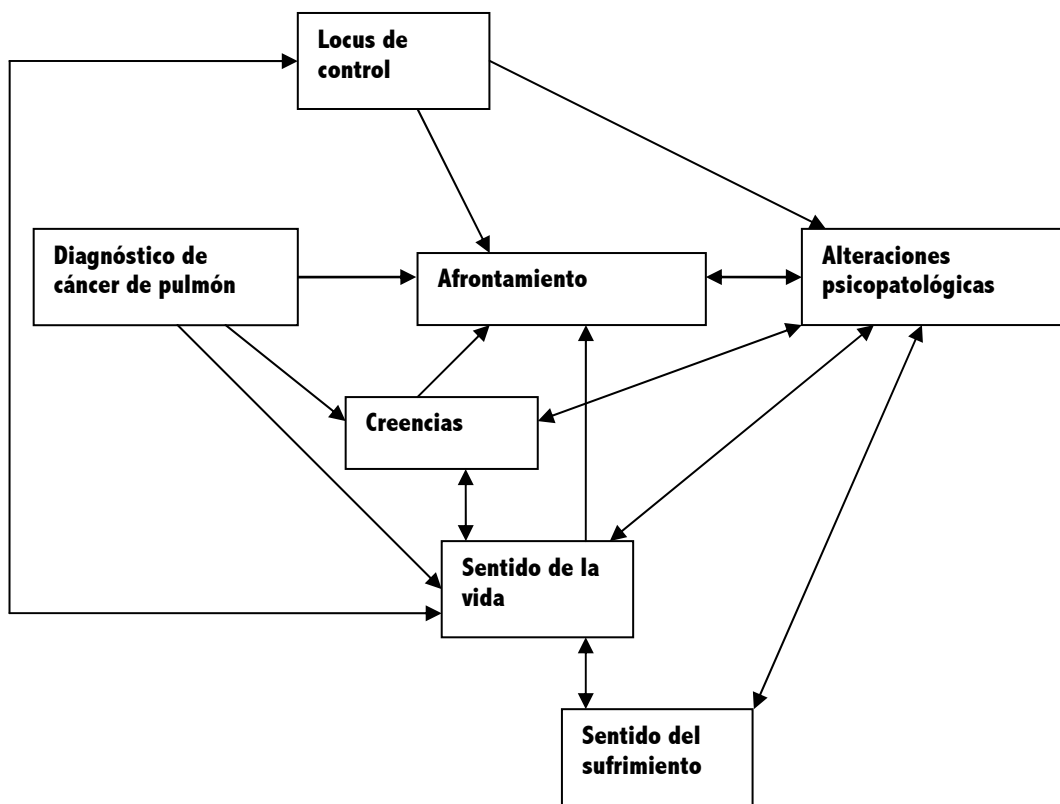 Locus de
control
Diagnóstico de
cáncer de pulmón
Afrontamiento
Alteraciones
psicopatológicas
Creencias
Sentido de la
vida
Sentido del
sufrimiento